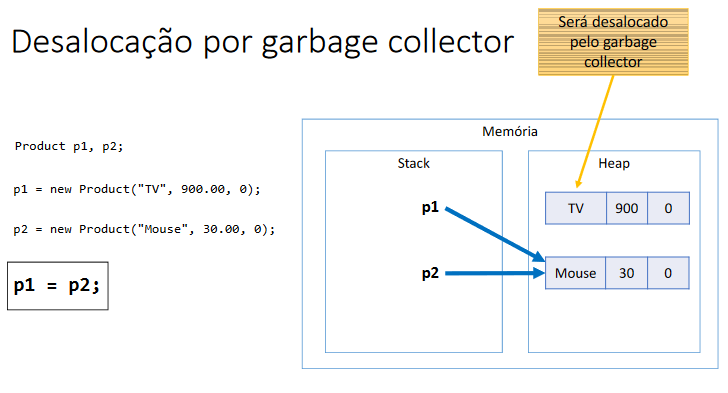 Desalocação por garbage collector
Será desalocado
pelo garbage
collector
Product p1, p2;
p1 = new Product("TV", 900.00, 0);
p2 = new Product("Mouse", 30.00, 0);
p1 = p2;
Memória
Stack
Heap
p1
TV 900 0
p2
Mouse 30 0